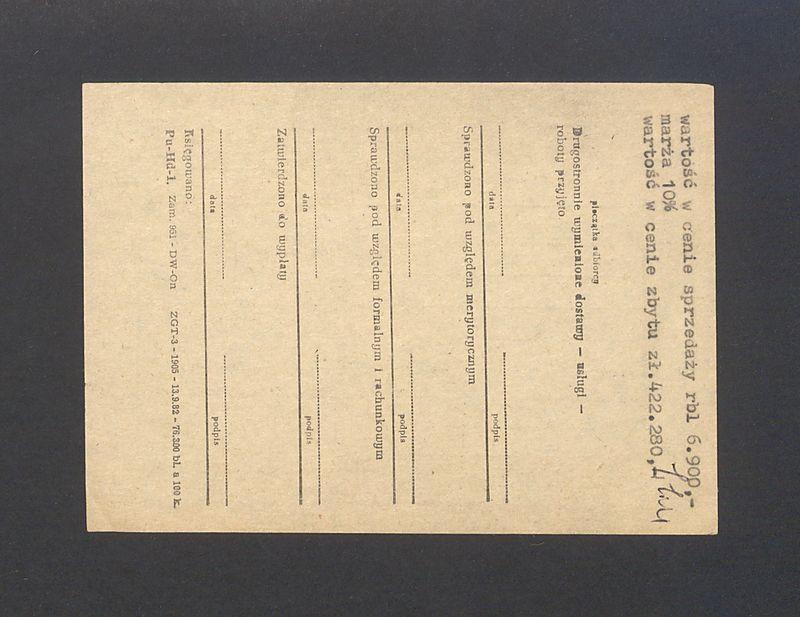 wartość w cenie sprzedaży rbl 6.900,-
marża 10%
wartość w cenie zbytu zł.422.280,
pieczątka odbiorcy
Drugostronnie wymienione dostawy — usługi —
roboty przyjęto
data podpis
Sprawdzono pod względem merytorycznym
data podpis
Sprawdzono pod względem formalnym i rachunkowym
data podpis
Zatwierdzono do wypłaty
data podpis
Księgowano:
Pu-Hd-1. Zam. 951 - DW-On ZGT-3 - 1905 - 13.9.82 - 76.300 bl. a 100 k.